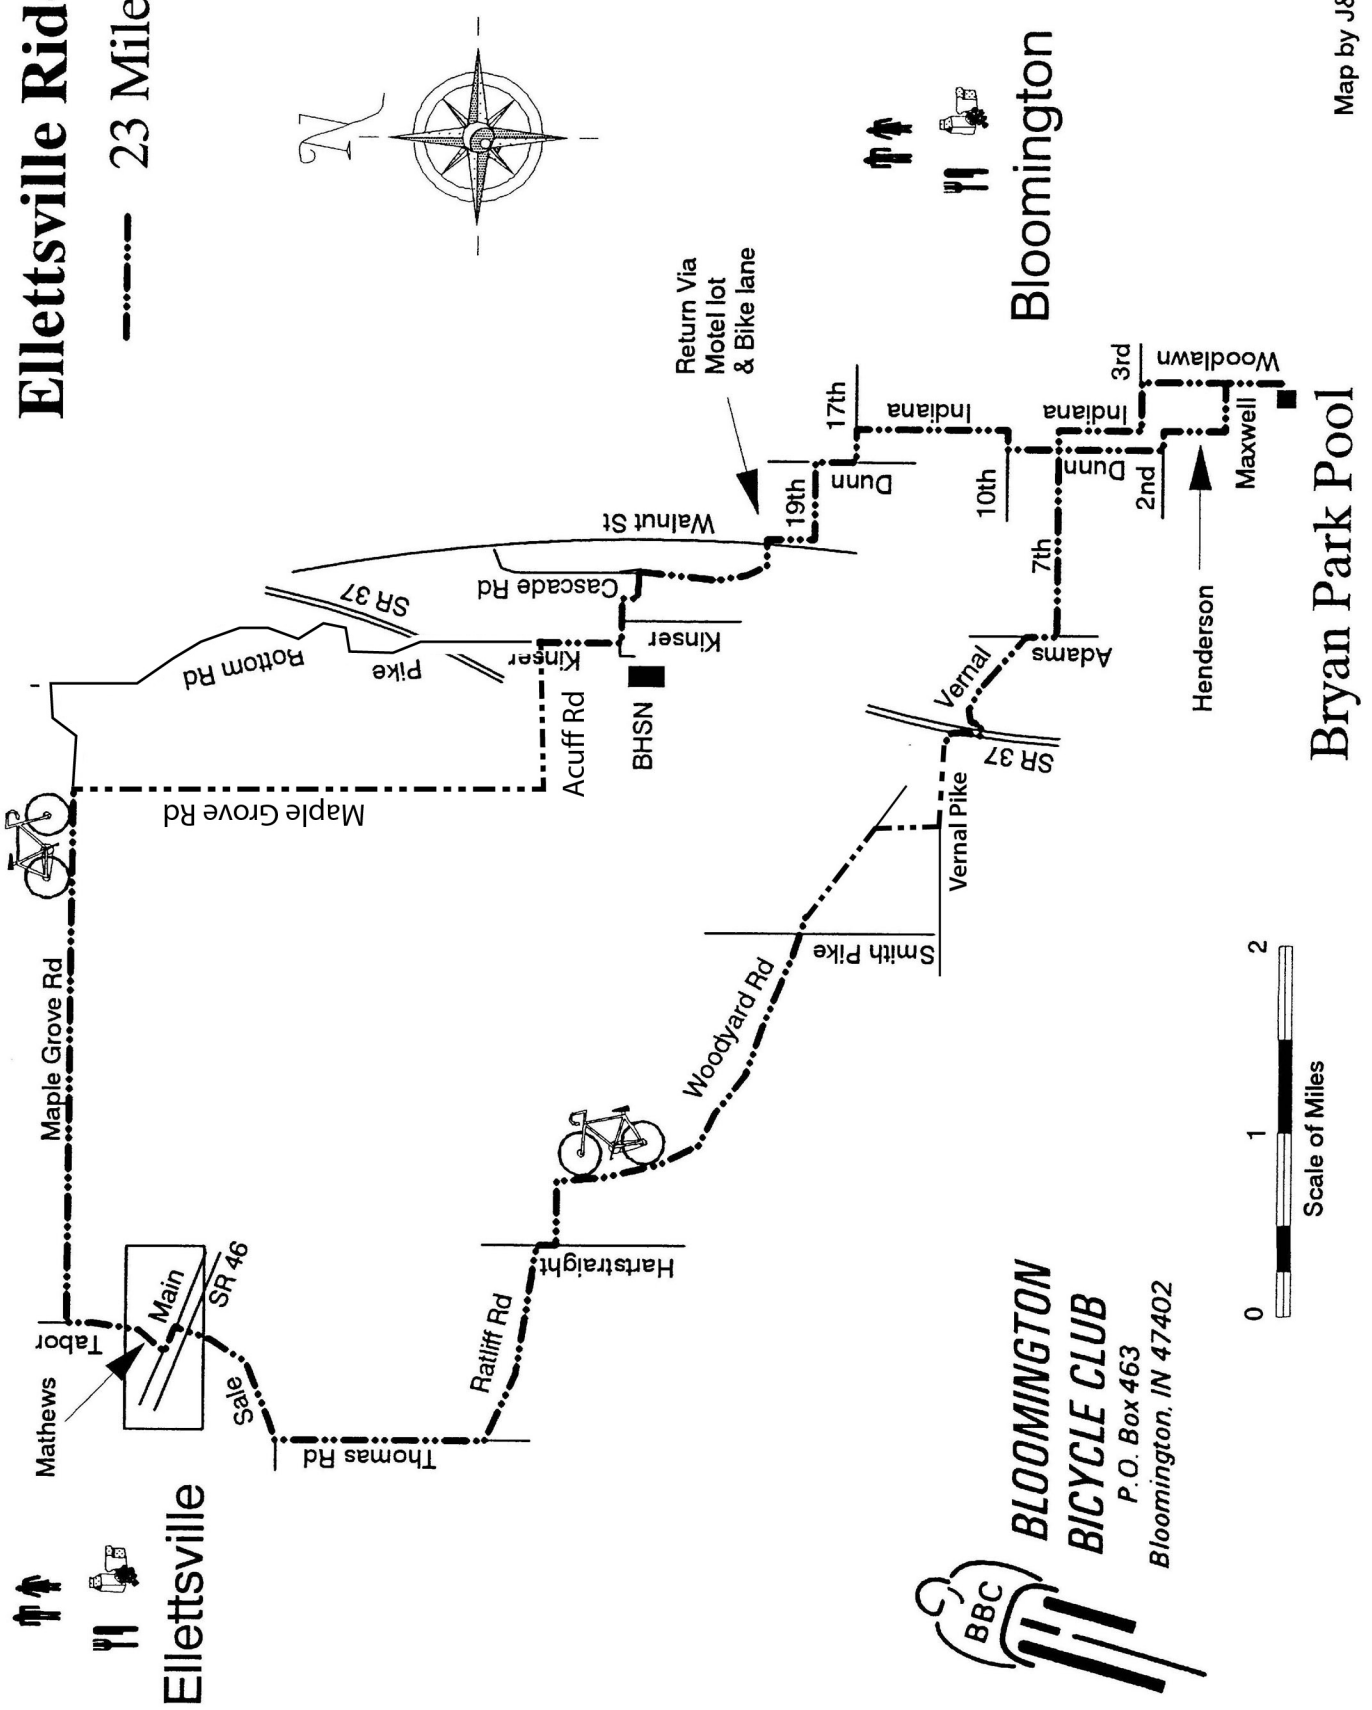 Ellettsville Rid
23 Mile
N
Bloomington
Map by J&
Return Via
Motel lot
& Bike lane
Walnut St
SR 37
Cascade Rd
Bottom Rd
Pike
Kinser
Kinser
BHSN
Acuff Rd
Maple Grove Rd
Maple Grove Rd
19th
Dunn
17th
Indiana
10th
7th
Indiana
Dunn
3rd
2nd
Woodlawn
Maxwell
Henderson
Bryan Park Pool
Adams
Vernal
SR 37
Vernal Pike
Smith Pike
Woodyard Rd
Hartstraight
Ratliff Rd
Thomas Rd
Sale
SR 46
Main
Tabor
Mathews
Ellettsville
BBC
BLOOMINGTON
BICYCLE CLUB
P.O. Box 463
Bloomington, IN 47402
0 1 2
Scale of Miles